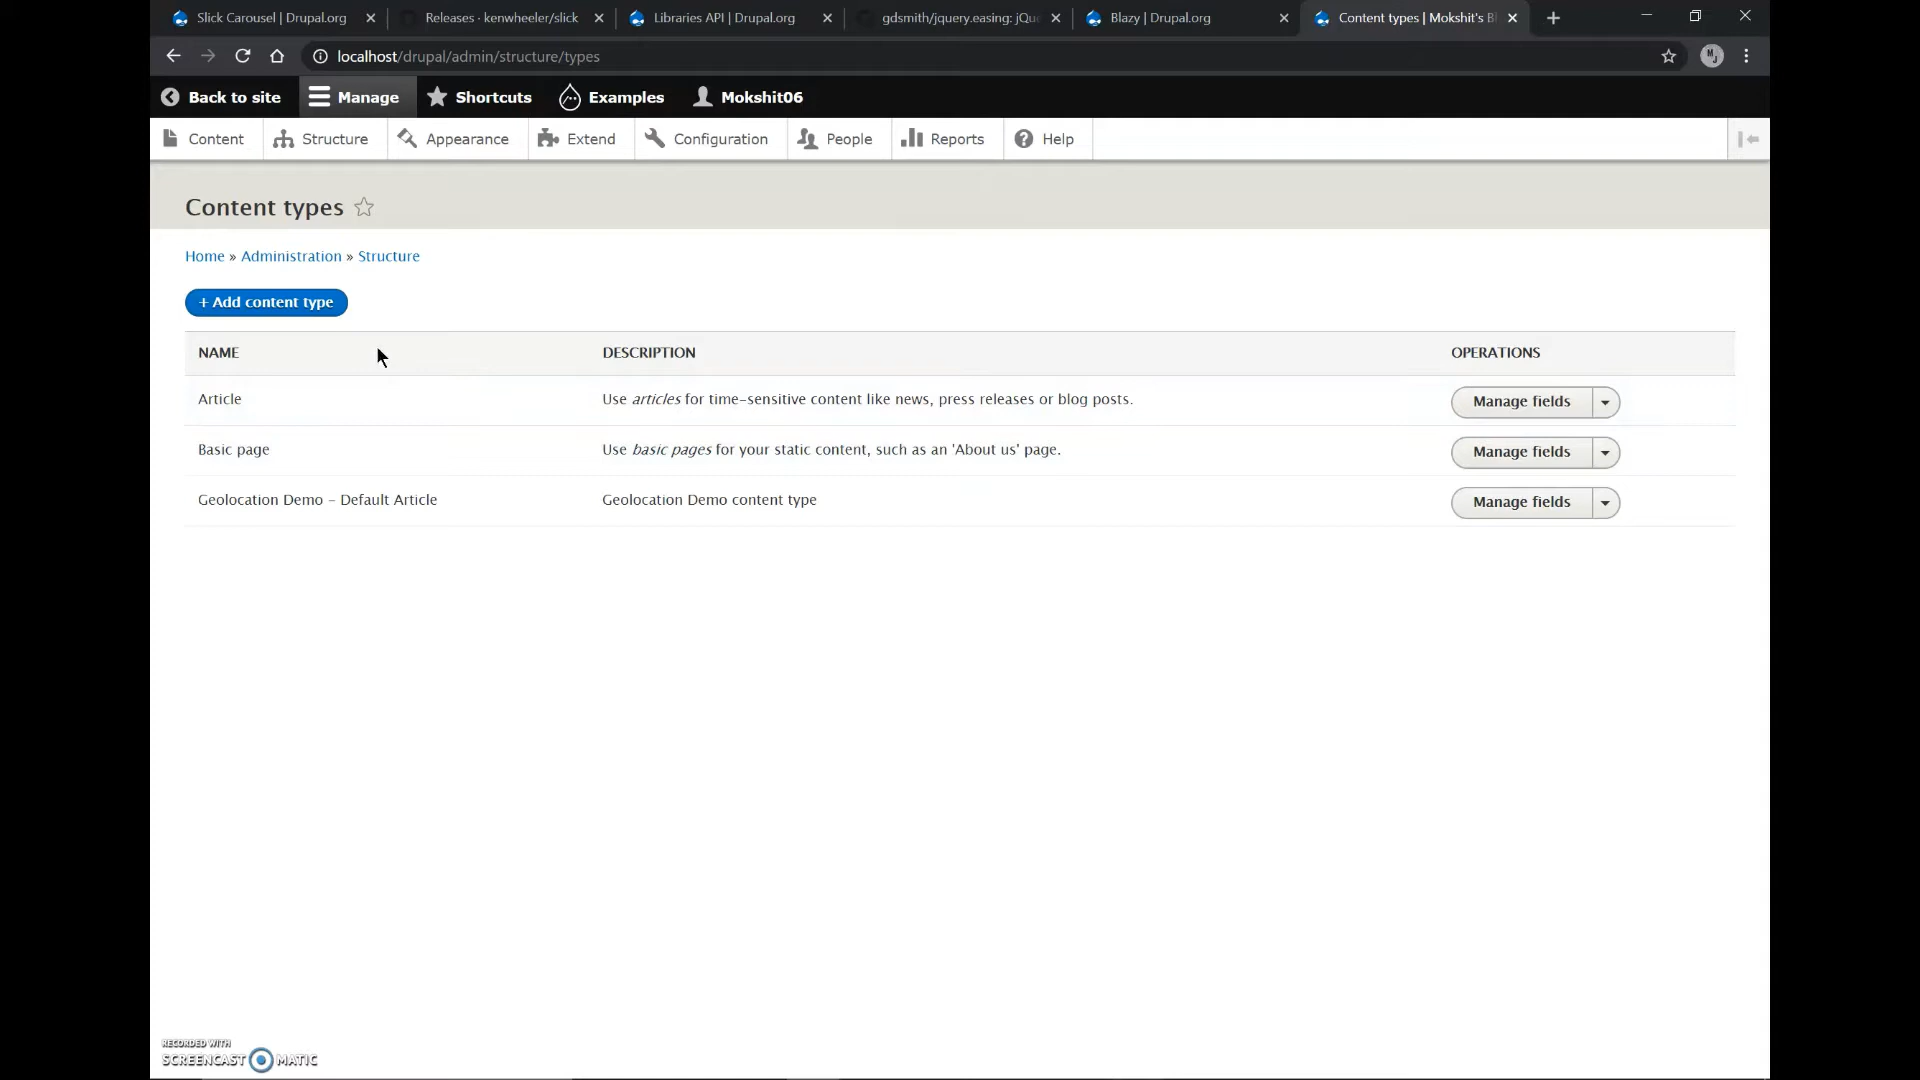 Slick Carousel | Drupal.org
Releases · kenwheeler/slick
Libraries API | Drupal.org
gdsmith/jquery.easing: jQu
Blazy | Drupal.org
Content types | Mokshit's Bl
localhost/drupal/admin/structure/types
MJ
Back to site
Manage
Shortcuts
Examples
Mokshit06
Content
Structure
Appearance
Extend
Configuration
People
Reports
Help
Content types
Home » Administration » Structure
+ Add content type
NAME DESCRIPTION OPERATIONS
Article Use articles for time-sensitive content like news, press releases or blog posts. Manage fields
Basic page Use basic pages for your static content, such as an 'About us' page. Manage fields
Geolocation Demo - Default Article Geolocation Demo content type Manage fields
RECORDED WITH
SCREENCAST MATIC